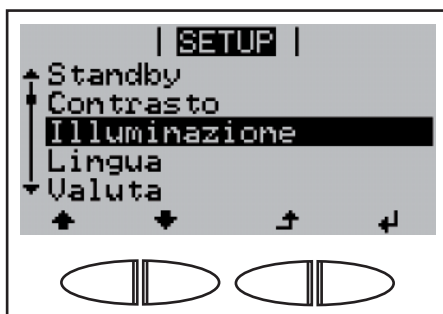 | SETUP |
Standby
Contrasto
Illuminazione
Lingua
Valuta